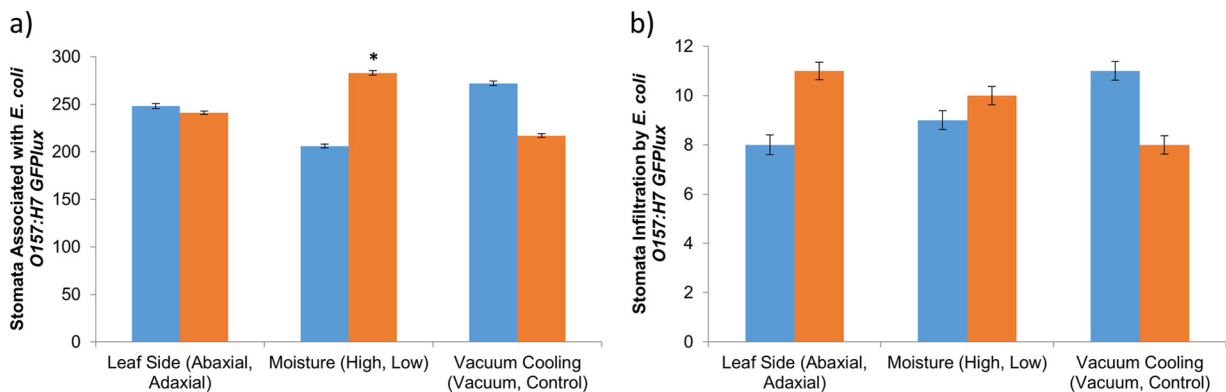 a)
Stomata Associated with E. coli
O157:H7 GFPlux
300
250
200
150
100
50
0
*
Leaf Side (Abaxial,
Adaxial)
Moisture (High, Low)
Vacuum Cooling
(Vacuum, Control)
b)
Stomata Infiltration by E. coli
O157:H7 GFPlux
12
10
8
6
4
2
0
Leaf Side (Abaxial,
Adaxial)
Moisture (High, Low)
Vacuum Cooling
(Vacuum, Control)